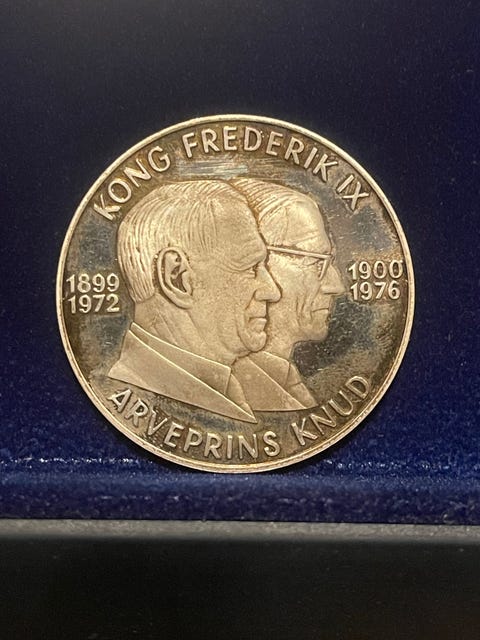 KONG FREDERIK IX
1899
1972
1900
1976
ARVEPRINS KNUD